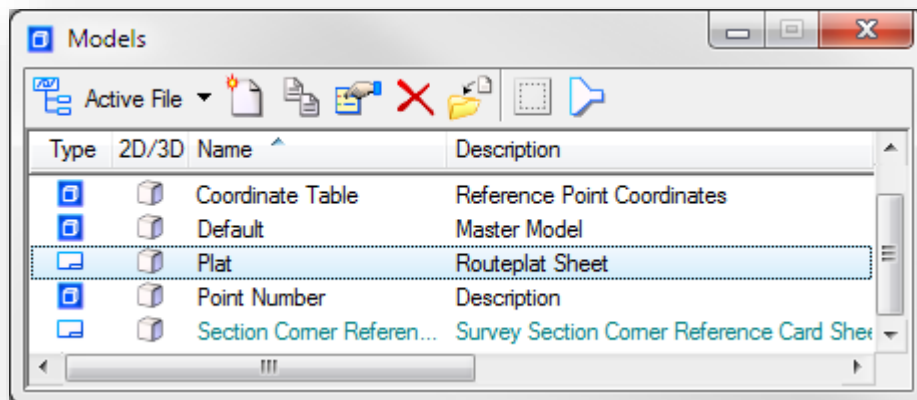 Models
Active File
Type 2D/3D Name Description
Coordinate Table Reference Point Coordinates
Default Master Model
Plat Routeplat Sheet
Point Number Description
Section Corner Referen... Survey Section Corner Reference Card Shee